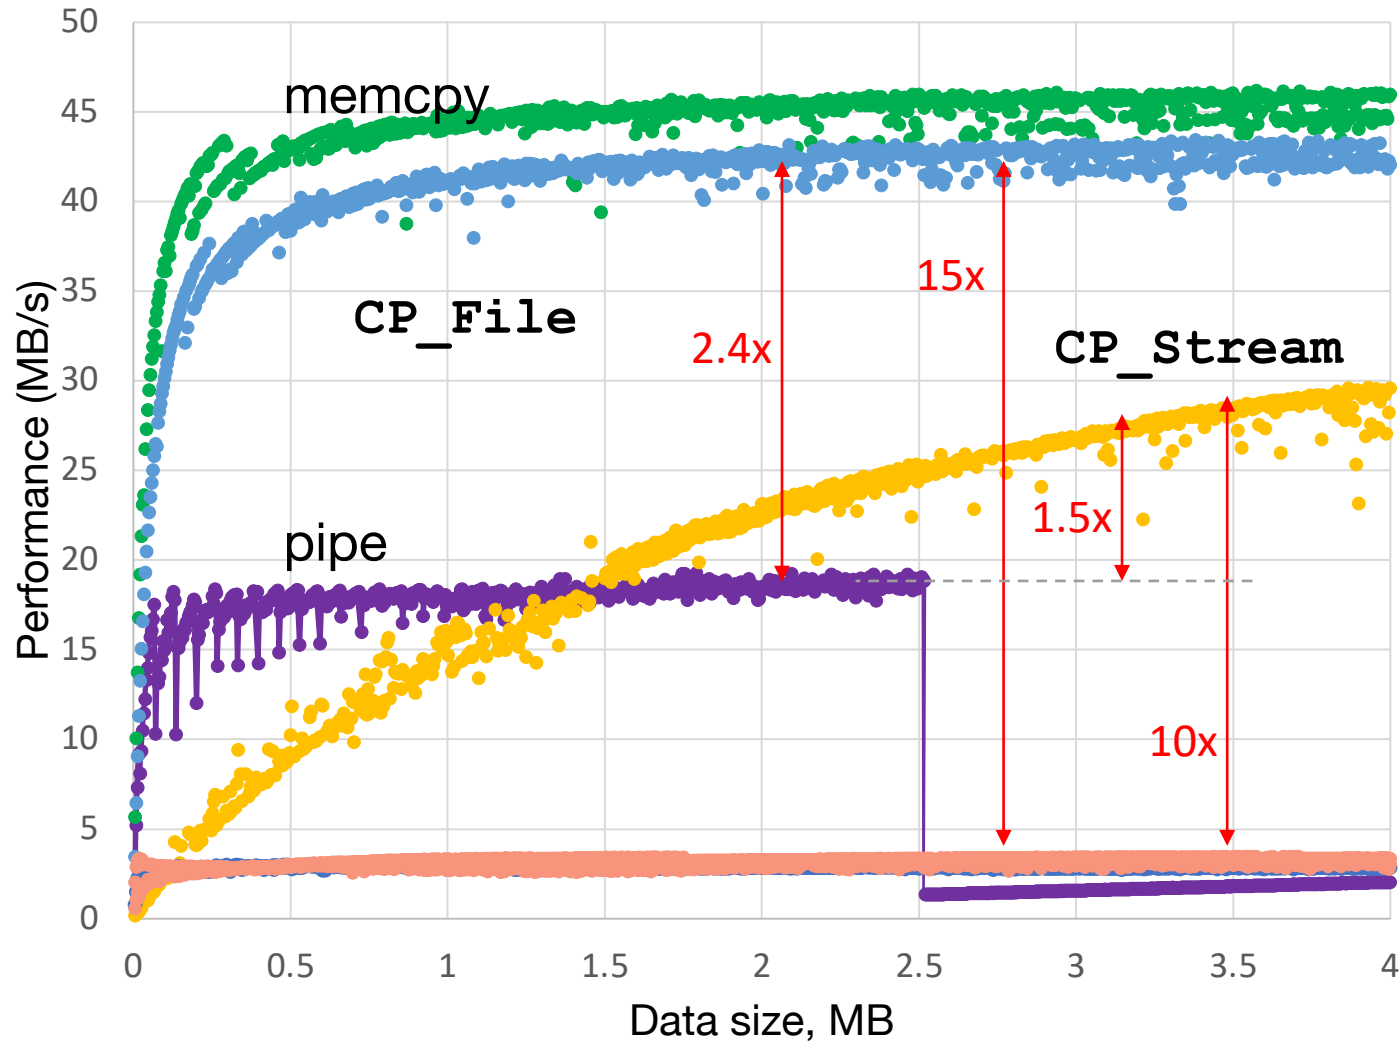 50
45
40
35
30
25
20
15
10
5
0
Performance (MB/s)
memcpy
CP_File
15x
2.4x
CP_Stream
pipe
1.5x
10x
0 0.5 1 1.5 2 2.5 3 3.5 4
Data size, MB